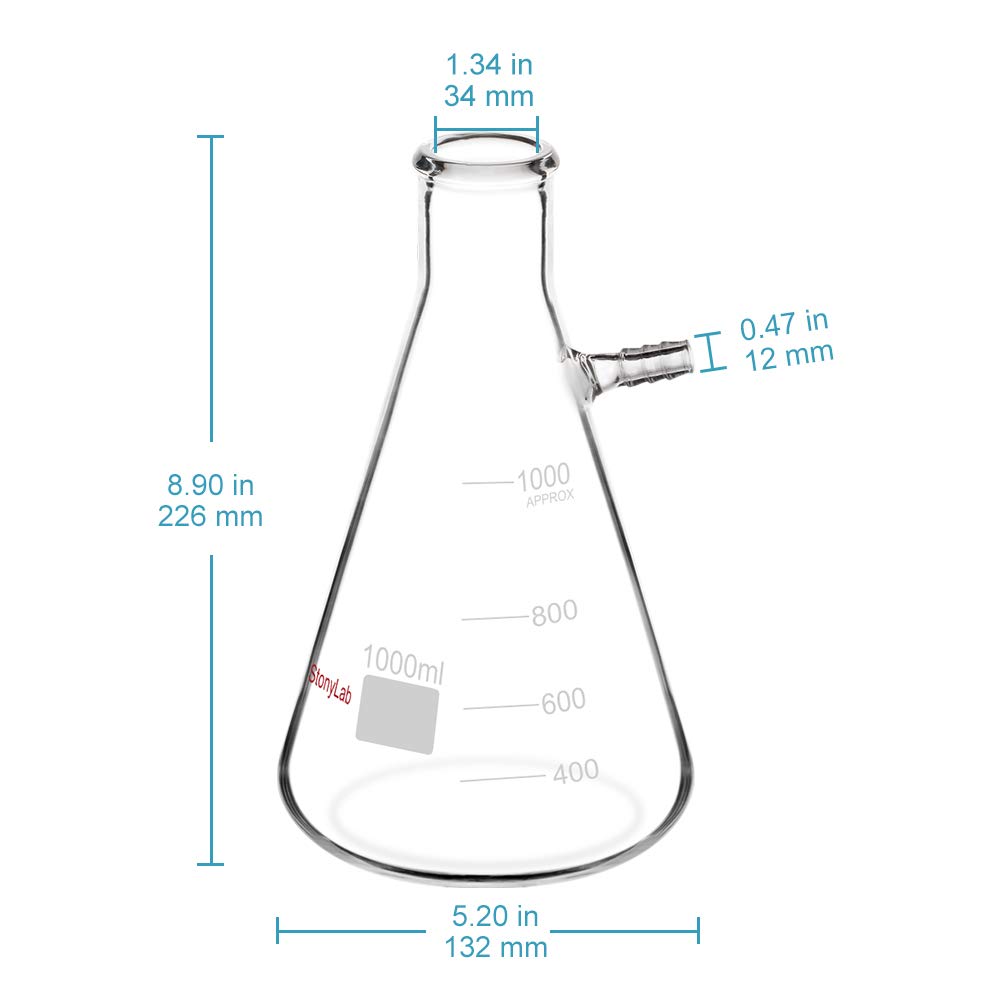 1.34 in
34 mm
0.47 in
12 mm
8.90 in
226 mm
1000
APPROX
800
1000ml
StonyLab
600
400
5.20 in
132 mm